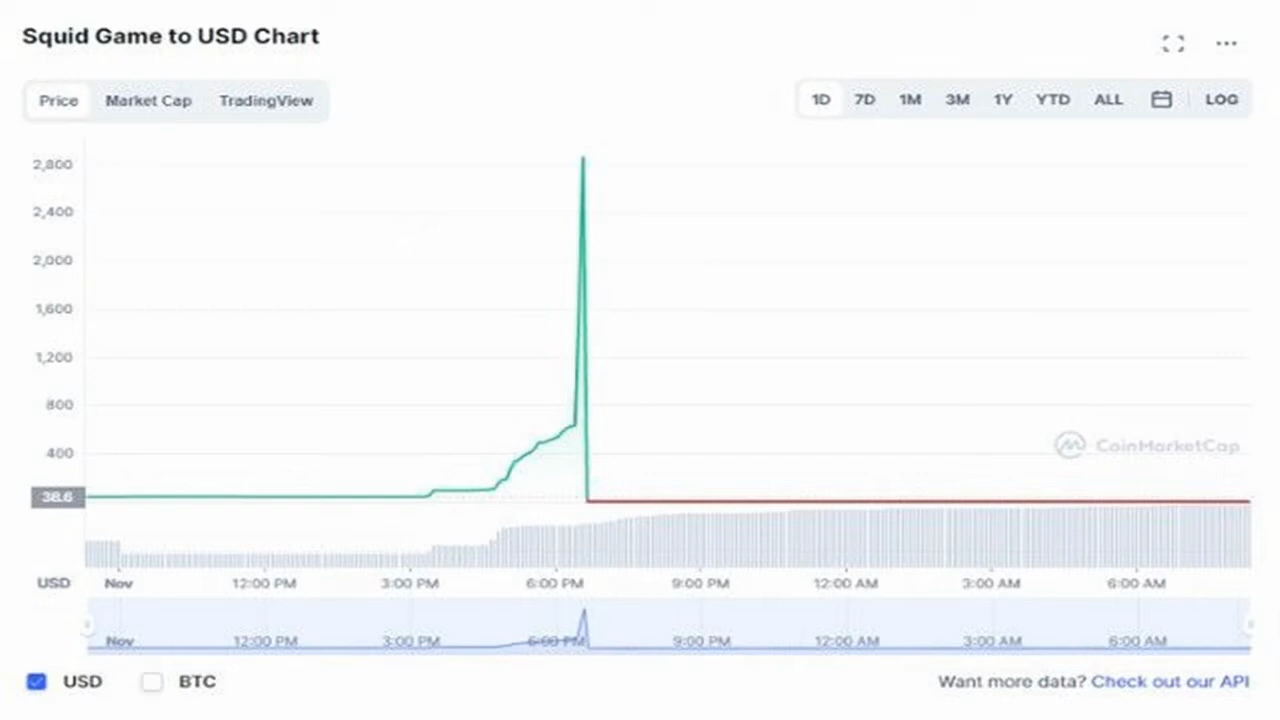 Squid Game to USD Chart
Price Market Cap TradingView
1D 7D 1M 3M 1Y YTD ALL LOG
2,800
2,400
2,000
1,600
1,200
800
400
CoinMarketCap
38.6
USD Nov 12:00 PM 3:00 PM 6:00 PM 9:00 PM 12:00 AM 3:00 AM 6:00 AM
Nov 12:00 PM 3:00 PM 6:00 PM 9:00 PM 12:00 AM 3:00 AM 6:00 AM
USD BTC Want more data? Check out our API